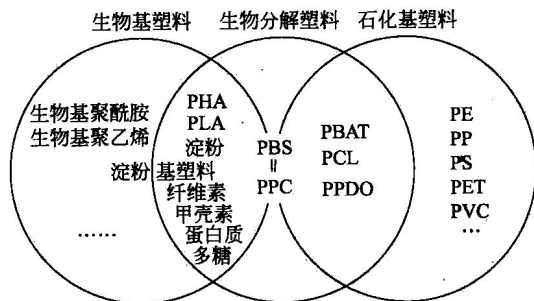 生物基塑料 生物分解塑料 石化基塑料
生物基聚酰胺
生物基聚乙烯
淀粉基塑料
……
PHA
PLA
淀粉
纤维素
甲壳素
蛋白质
多糖
PBS
=
PPC
PBAT
PCL
PPDO
PE
PP
PS
PET
PVC
…